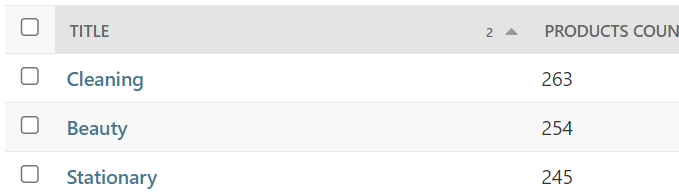 TITLE 2 PRODUCTS COUN
Cleaning 263
Beauty 254
Stationary 245